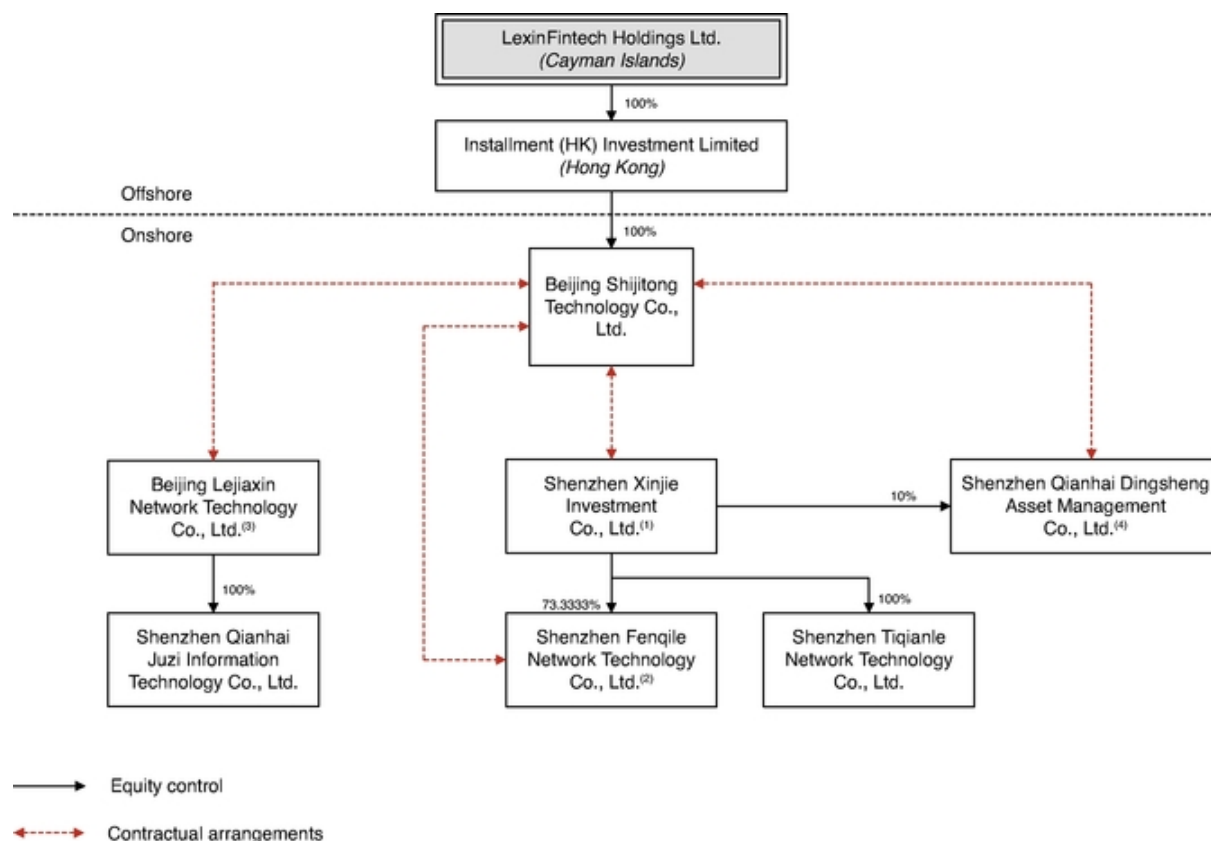 LexinFintech Holdings Ltd.
(Cayman Islands)
100%
Installment (HK) Investment Limited
(Hong Kong)
Offshore
Onshore
100%
Beijing Shijitong
Technology Co.,
Ltd.
Beijing Lejiaxin
Network Technology
Co., Ltd.(3)
Shenzhen Xinjie
Investment
Co., Ltd.(1)
10%
Shenzhen Qianhai Dingsheng
Asset Management
Co., Ltd.(4)
100%
73.3333%
100%
Shenzhen Qianhai
Juzi Information
Technology Co., Ltd.
Shenzhen Fenqile
Network Technology
Co., Ltd.(2)
Shenzhen Tiqianle
Network Technology
Co., Ltd.
Equity control
Contractual arrangements